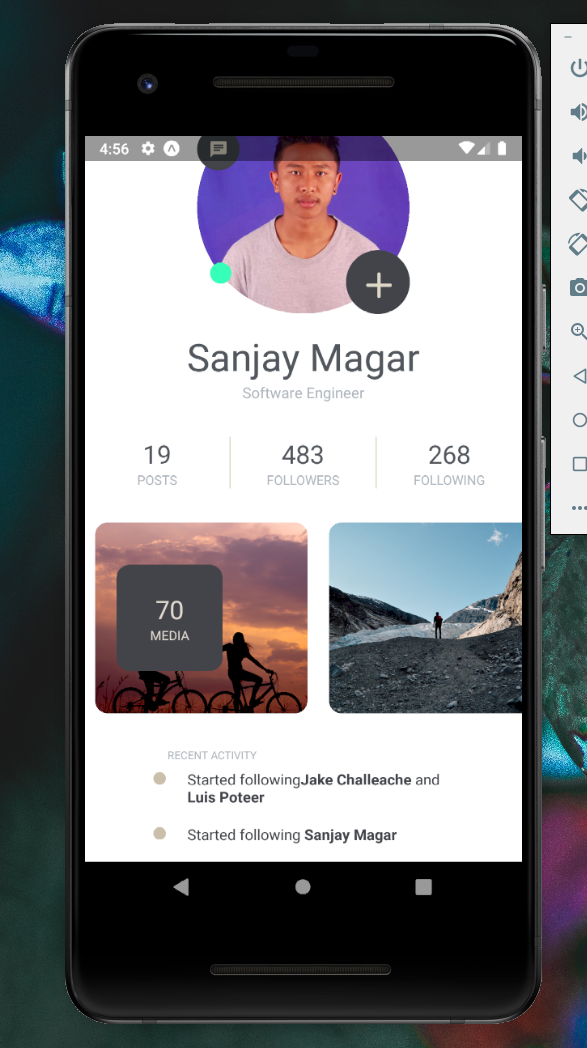 4:56
Sanjay Magar
Software Engineer
19
POSTS
483
FOLLOWERS
268
FOLLOWING
70
MEDIA
RECENT ACTIVITY
Started followingJake Challeache and
Luis Poteer
Started following Sanjay Magar